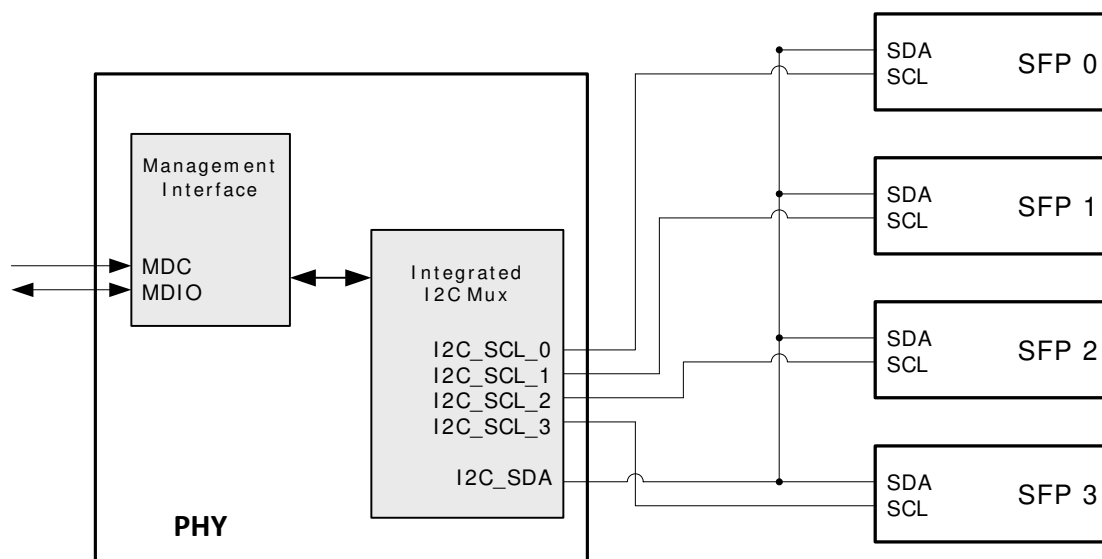 Management
Interface
MDC
MDIO
Integrated
I2C Mux
I2C_SCL_0
I2C_SCL_1
I2C_SCL_2
I2C_SCL_3
I2C_SDA
PHY
SDA
SCL
SFP 0
SDA
SCL
SFP 1
SDA
SCL
SFP 2
SDA
SCL
SFP 3